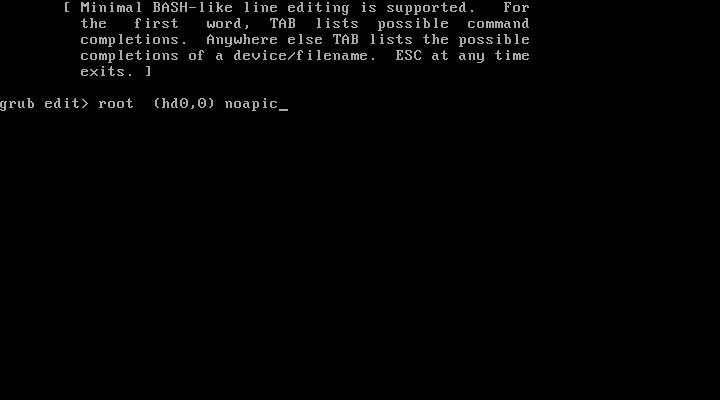 [ Minimal BASH-like line editing is supported.   For
the   first   word,  TAB  lists  possible  command
completions.  Anywhere else TAB lists the possible
completions of a device/filename.  ESC at any time
exits. ]
grub edit> root  (hd0,0) noapic_